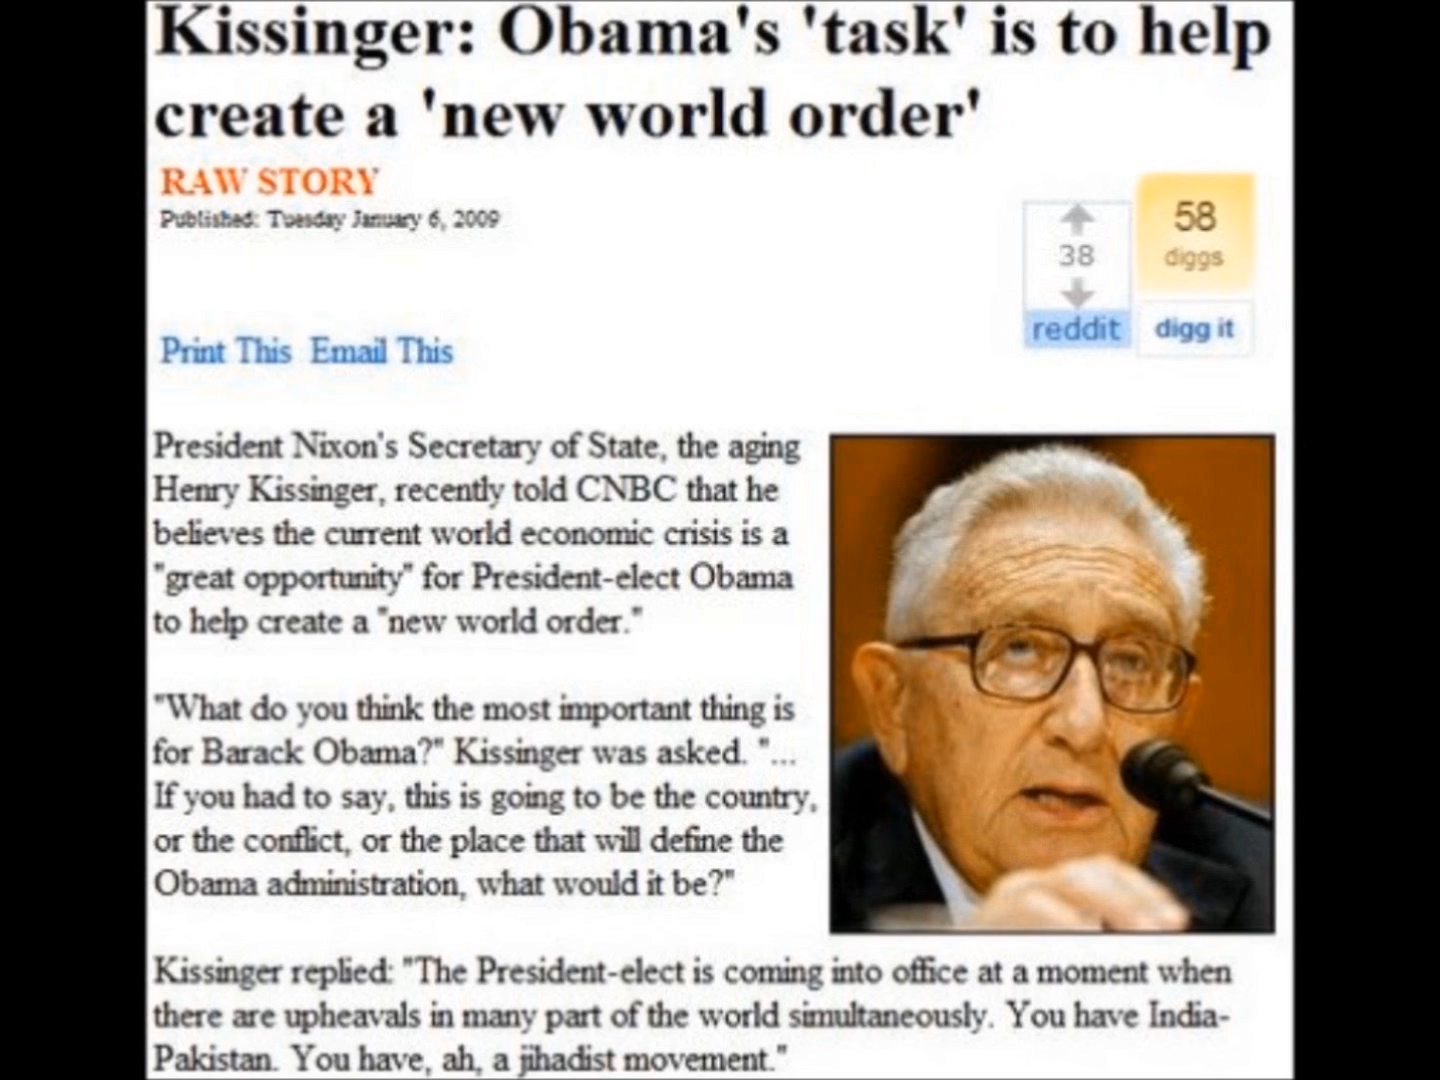 Kissinger: Obama's 'task' is to help
create a 'new world order'
RAW STORY
Published: Tuesday January 6, 2009
38
reddit
58
diggs
digg it
Print This Email This
President Nixon's Secretary of State, the aging
Henry Kissinger, recently told CNBC that he
believes the current world economic crisis is a
"great opportunity" for President-elect Obama
to help create a "new world order."
"What do you think the most important thing is
for Barack Obama?" Kissinger was asked. "...
If you had to say, this is going to be the country,
or the conflict, or the place that will define the
Obama administration, what would it be?"
Kissinger replied: "The President-elect is coming into office at a moment when
there are upheavals in many part of the world simultaneously. You have India-
Pakistan. You have, ah, a jihadist movement."